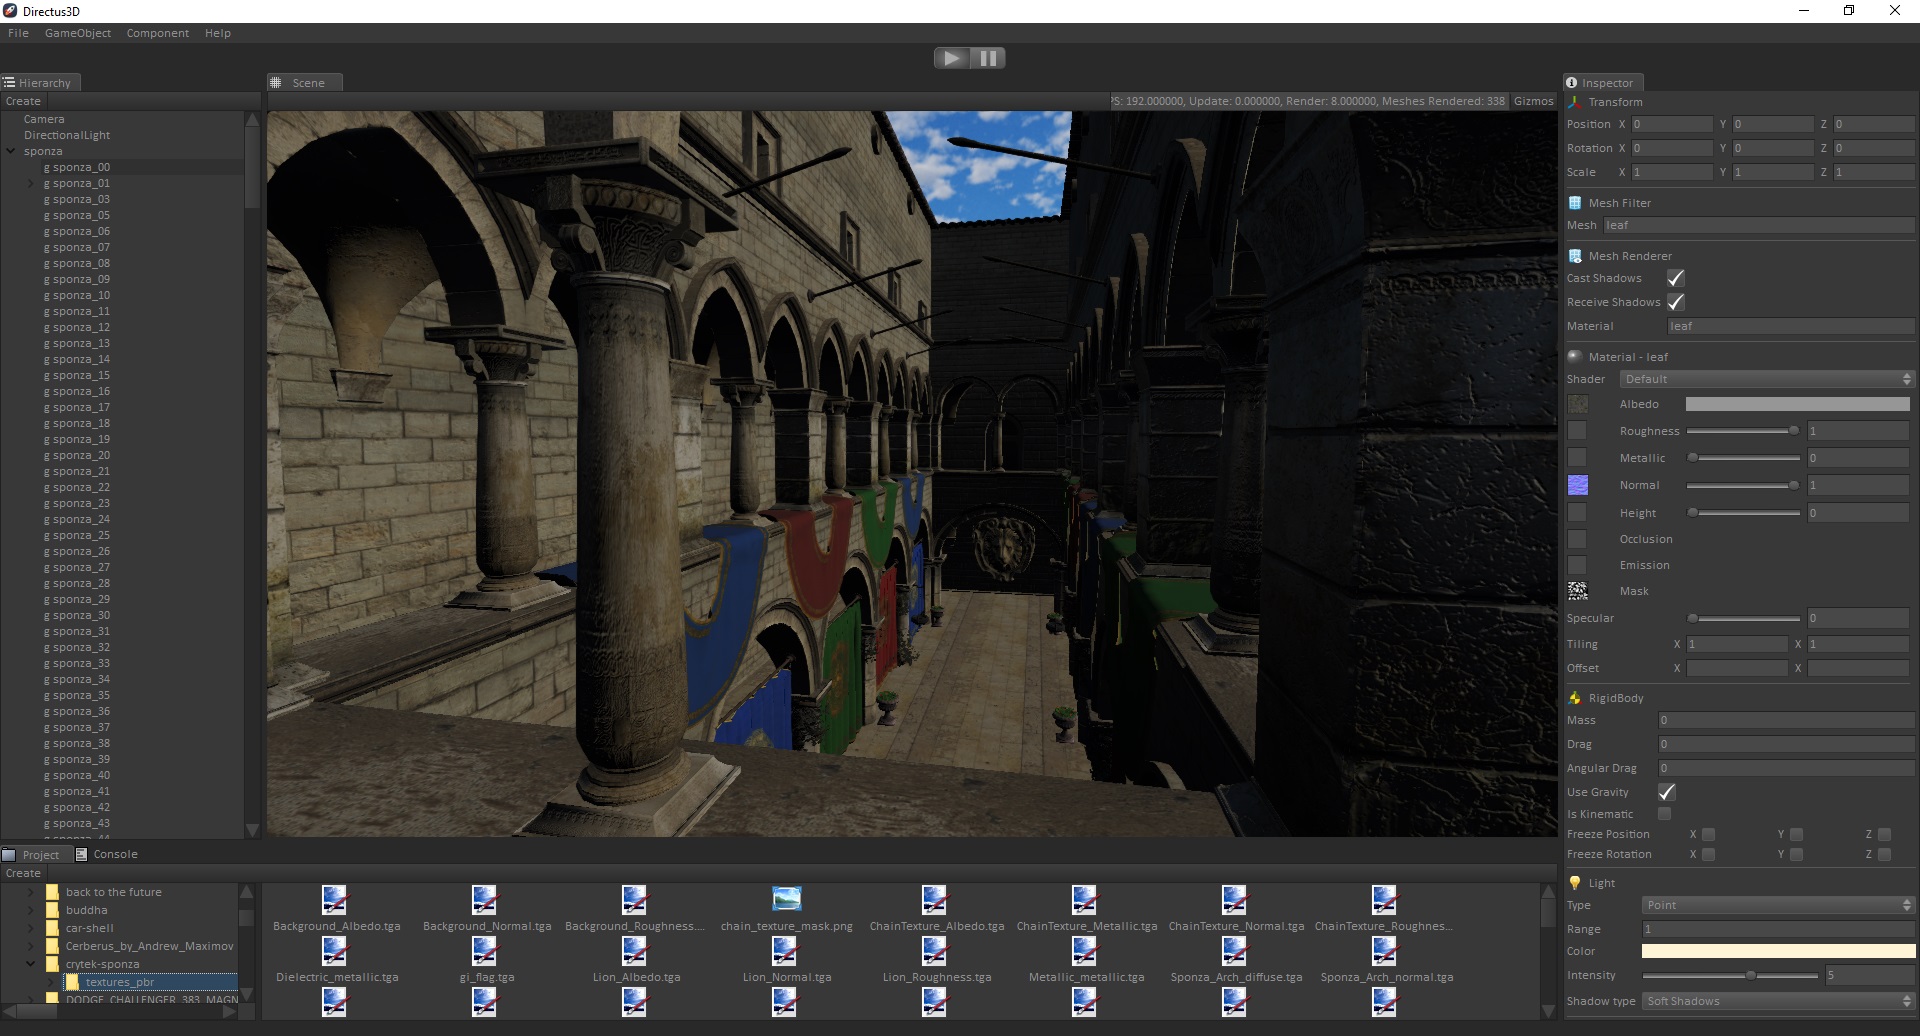 Directus3D
File GameObject Component Help
Hierarchy
Create
Camera
DirectionalLight
sponza
g sponza_00
g sponza_01
g sponza_03
g sponza_05
g sponza_06
g sponza_07
g sponza_08
g sponza_09
g sponza_10
g sponza_11
g sponza_12
g sponza_13
g sponza_14
g sponza_15
g sponza_16
g sponza_17
g sponza_18
g sponza_19
g sponza_20
g sponza_21
g sponza_22
g sponza_23
g sponza_24
g sponza_25
g sponza_26
g sponza_27
g sponza_28
g sponza_29
g sponza_30
g sponza_31
g sponza_32
g sponza_33
g sponza_34
g sponza_35
g sponza_36
g sponza_37
g sponza_38
g sponza_39
g sponza_40
g sponza_41
g sponza_42
g sponza_43
Scene
192.000000, Update: 0.000000, Render: 8.000000, Meshes Rendered: 338 Gizmos
Project Console
Create
back to the future
buddha
car-shell
Cerberus_by_Andrew_Maximov
crytek-sponza
textures_pbr
DODGE_CHALLENGER_383_MAGN
Background_Albedo.tga Background_Normal.tga Background_Roughness.... chain_texture_mask.png ChainTexture_Albedo.tga ChainTexture_Metallic.tga ChainTexture_Normal.tga ChainTexture_Roughnes...
Dielectric_metallic.tga gi_flag.tga Lion_Albedo.tga Lion_Normal.tga Lion_Roughness.tga Metallic_metallic.tga Sponza_Arch_diffuse.tga Sponza_Arch_normal.tga
Inspector
Transform
Position X 0 Y 0 Z 0
Rotation X 0 Y 0 Z 0
Scale X 1 Y 1 Z 1
Mesh Filter
Mesh leaf
Mesh Renderer
Cast Shadows
Receive Shadows
Material leaf
Material - leaf
Shader Default
Albedo
Roughness 1
Metallic 0
Normal 1
Height 0
Occlusion
Emission
Mask
Specular 0
Tiling X 1 X 1
Offset X X
RigidBody
Mass 0
Drag 0
Angular Drag 0
Use Gravity
Is Kinematic
Freeze Position X Y Z
Freeze Rotation X Y Z
Light
Type Point
Range 1
Color
Intensity 5
Shadow type Soft Shadows